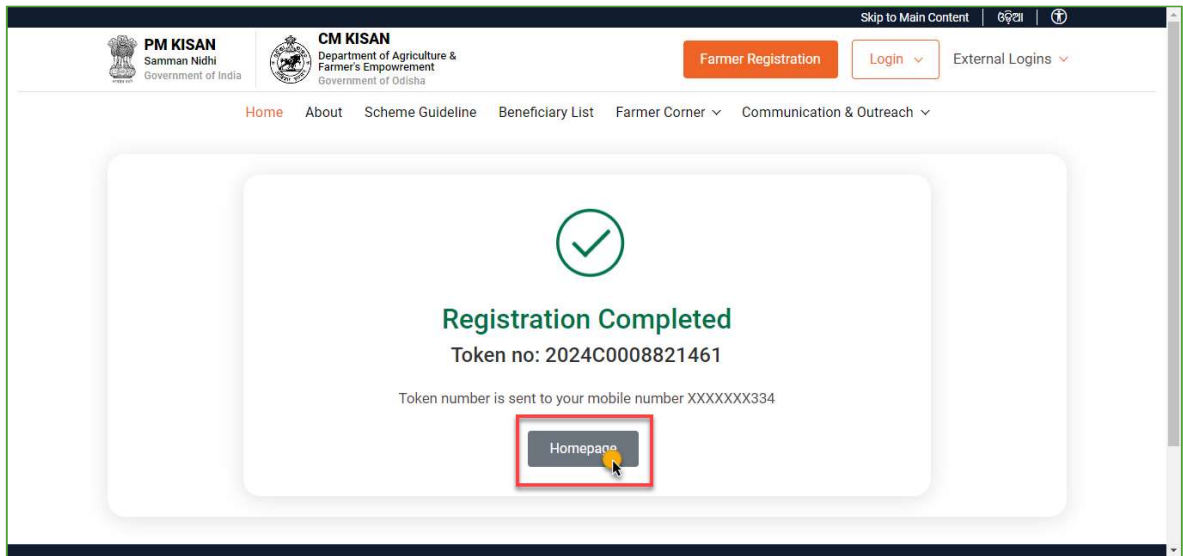 Skip to Main Content
ଓଡ଼ିଆ
PM KISAN
Samman Nidhi
Government of India
CM KISAN
Department of Agriculture &
Farmer's Empowerment
Government of Odisha
Farmer Registration
Login
External Logins
Home About Scheme Guideline Beneficiary List Farmer Corner Communication & Outreach
Registration Completed
Token no: 2024C0008821461
Token number is sent to your mobile number XXXXXXX334
Homepage